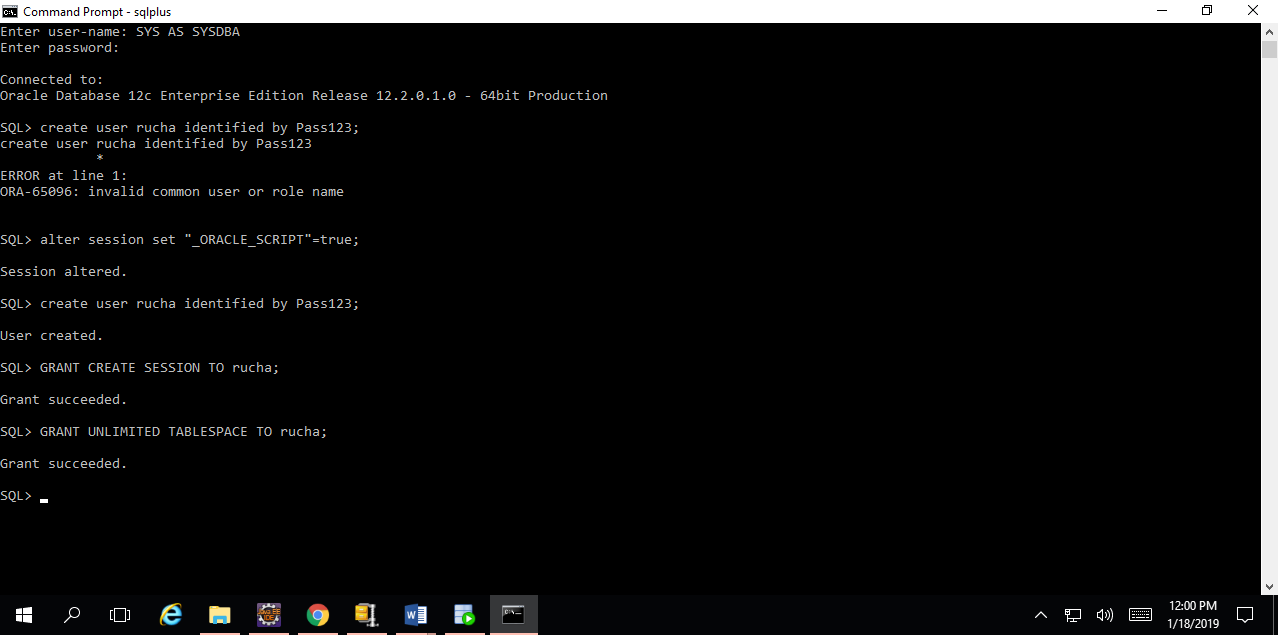 Command Prompt - sqlplus
Enter user-name: SYS AS SYSDBA
Enter password:
Connected to:
Oracle Database 12c Enterprise Edition Release 12.2.0.1.0 - 64bit Production
SQL> create user rucha identified by Pass123;
create user rucha identified by Pass123
*
ERROR at line 1:
ORA-65096: invalid common user or role name
SQL> alter session set "_ORACLE_SCRIPT"=true;
Session altered.
SQL> create user rucha identified by Pass123;
User created.
SQL> GRANT CREATE SESSION TO rucha;
Grant succeeded.
SQL> GRANT UNLIMITED TABLESPACE TO rucha;
Grant succeeded.
SQL>
12:00 PM
1/18/2019